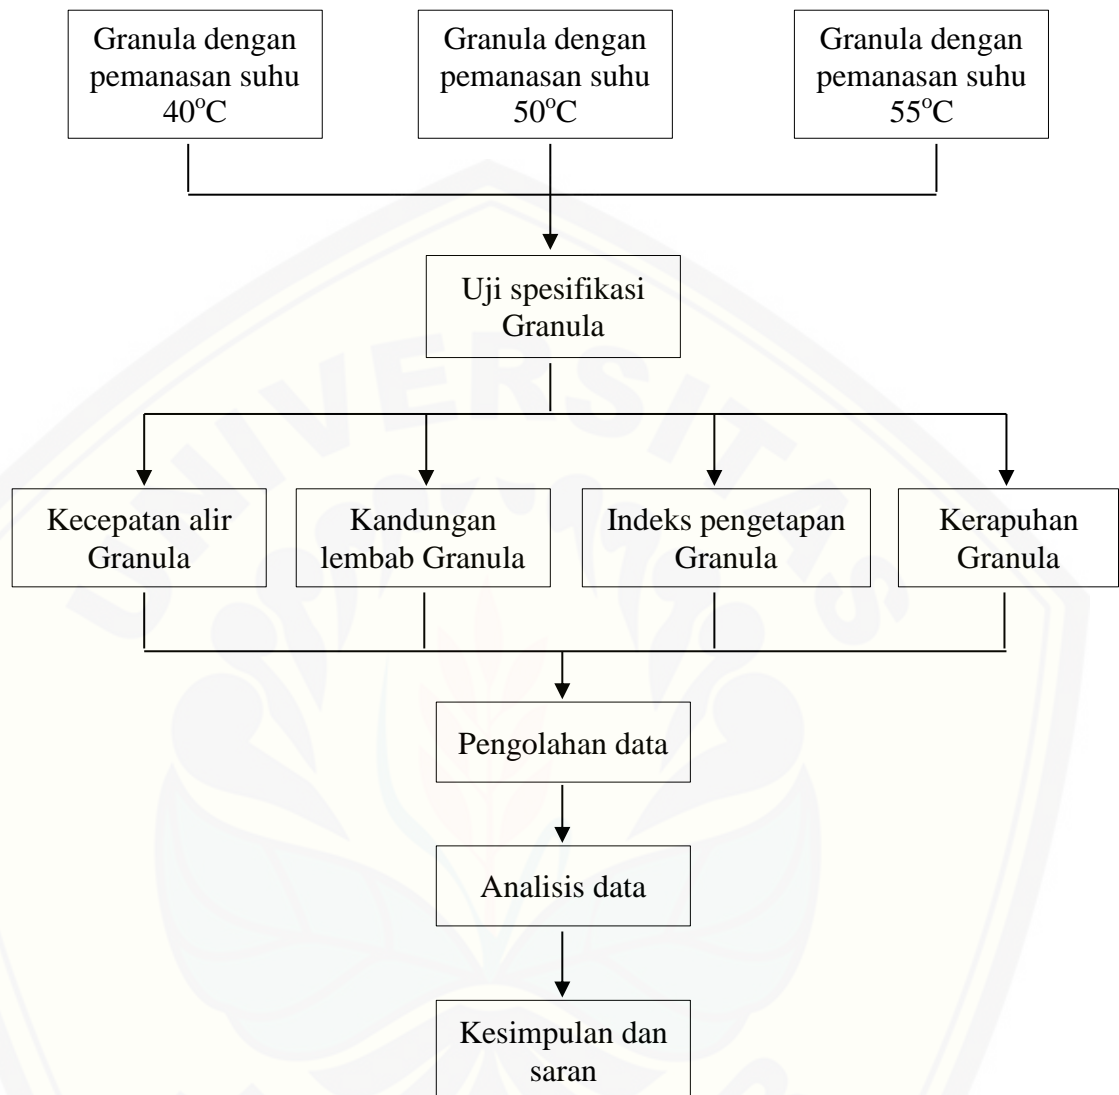 Granula dengan
pemanasan suhu
40°C
Granula dengan
pemanasan suhu
50°C
Granula dengan
pemanasan suhu
55°C
Uji spesifikasi
Granula
Kecepatan alir
Granula
Kandungan
lembab Granula
Indeks pengetapan
Granula
Kerapuhan
Granula
Pengolahan data
Analisis data
Kesimpulan dan
saran
UNIVERSITAS